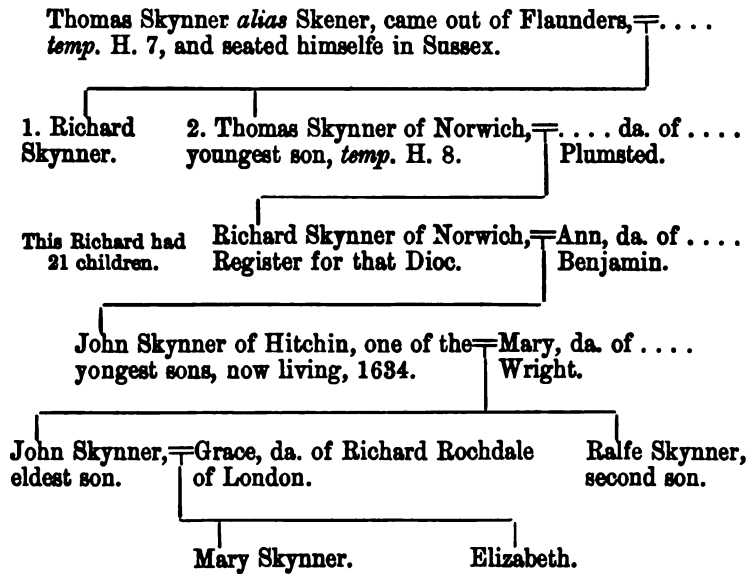 Thomas Skynner alias Skener, came out of Flaunders,=. . . .
temp. H. 7, and seated himselfe in Sussex.
1. Richard
Skynner.
2. Thomas Skynner of Norwich,=. . . . da. of . . . .
youngest son, temp. H. 8.
Plumsted.
This Richard had
21 children.
Richard Skynner of Norwich,=Ann, da. of . . . .
Register for that Dioc.
Benjamin.
John Skynner of Hitchin, one of the=Mary, da. of . . . .
yongest sons, now living, 1634.
Wright.
John Skynner,=Grace, da. of Richard Rochdale
eldest son.
of London.
Ralfe Skynner,
second son.
Mary Skynner.
Elizabeth.